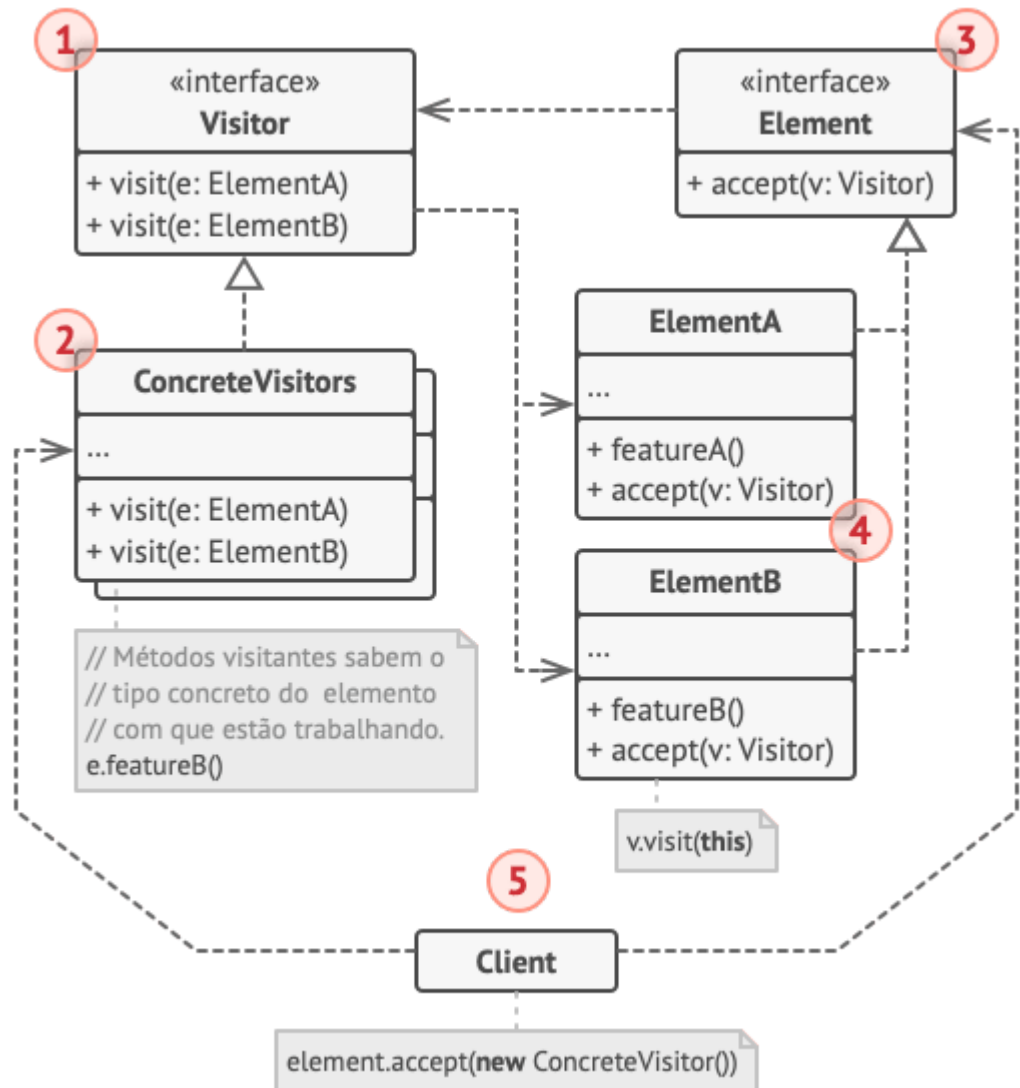 1
«interface»
Visitor
+ visit(e: ElementA)
+ visit(e: ElementB)
3
«interface»
Element
+ accept(v: Visitor)
2
ConcreteVisitors
...
+ visit(e: ElementA)
+ visit(e: ElementB)
// Métodos visitantes sabem o
// tipo concreto do elemento
// com que estão trabalhando.
e.featureB()
ElementA
...
+ featureA()
+ accept(v: Visitor)
4
ElementB
...
+ featureB()
+ accept(v: Visitor)
v.visit(this)
5
Client
element.accept(new ConcreteVisitor())